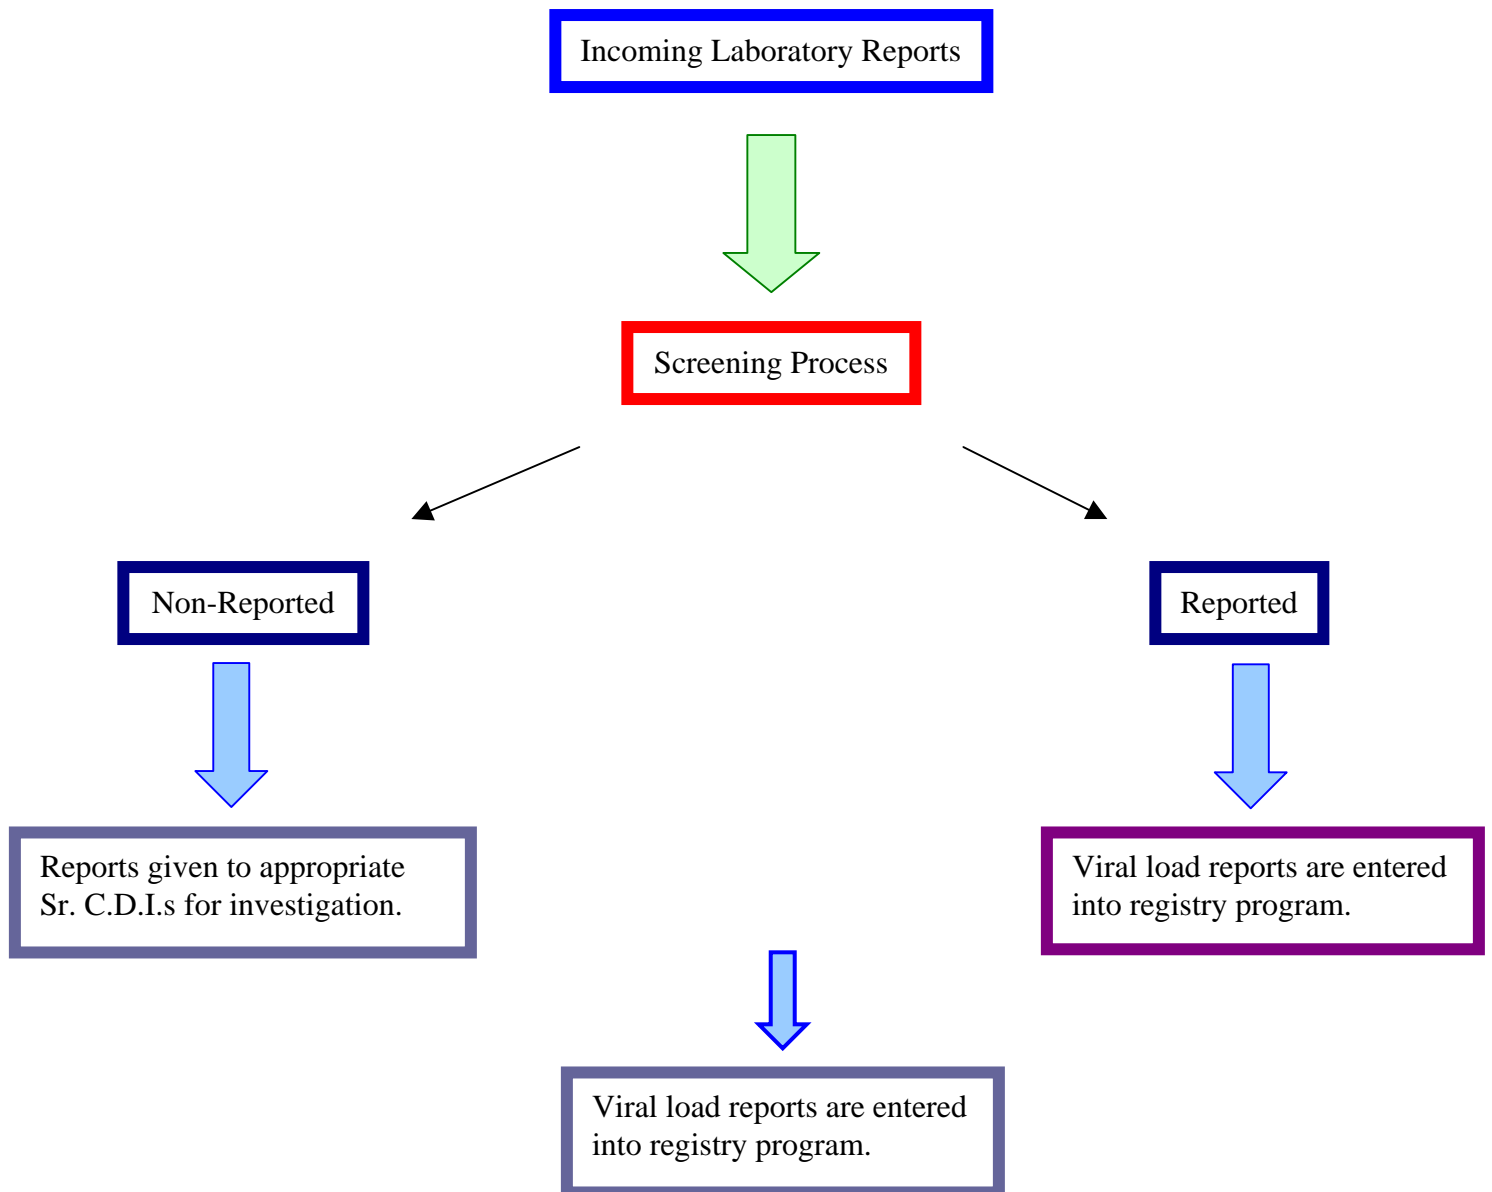 Incoming Laboratory Reports
Screening Process
Non-Reported
Reported
Reports given to appropriate
Sr. C.D.I.s for investigation.
Viral load reports are entered
into registry program.
Viral load reports are entered
into registry program.